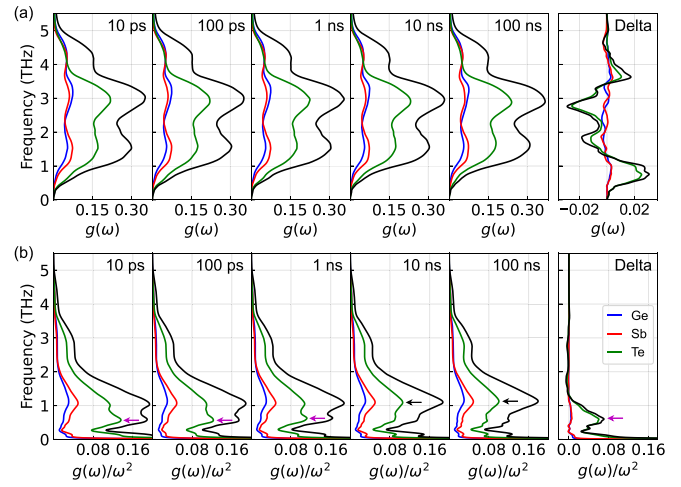 (a)
10 ps
100 ps
1 ns
10 ns
100 ns
Delta
Frequency (THz)
5
4
3
2
1
0
0.15 0.30
0.15 0.30
0.15 0.30
0.15 0.30
0.15 0.30
−0.02 0.02
g(ω)
g(ω)
g(ω)
g(ω)
g(ω)
g(ω)
(b)
10 ps
100 ps
1 ns
10 ns
100 ns
Delta
Frequency (THz)
5
4
3
2
1
0
Ge
Sb
Te
0.08 0.16
0.08 0.16
0.08 0.16
0.08 0.16
0.08 0.16
0.0 0.08 0.16
g(ω)/ω²
g(ω)/ω²
g(ω)/ω²
g(ω)/ω²
g(ω)/ω²
g(ω)/ω²